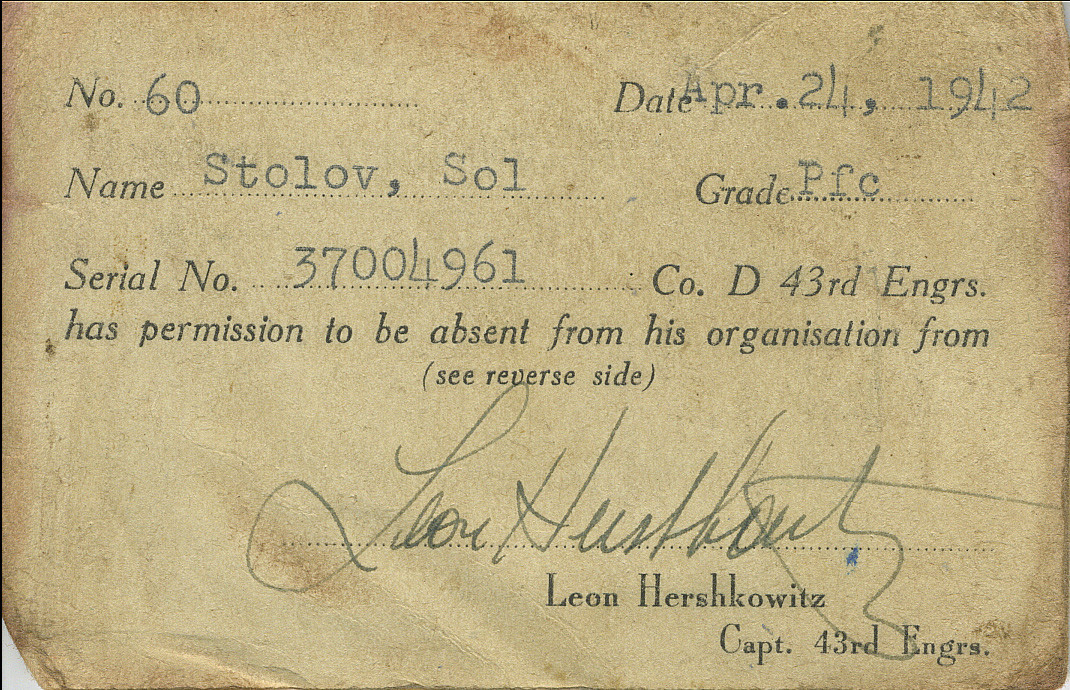 No. 60 Date Apr. 24, 1942
Name Stolov, Sol Grade Pfc
Serial No. 37004961 Co. D 43rd Engrs.
has permission to be absent from his organisation from
(see reverse side)
Leon Hershkowitz
Leon Hershkowitz
Capt. 43rd Engrs.